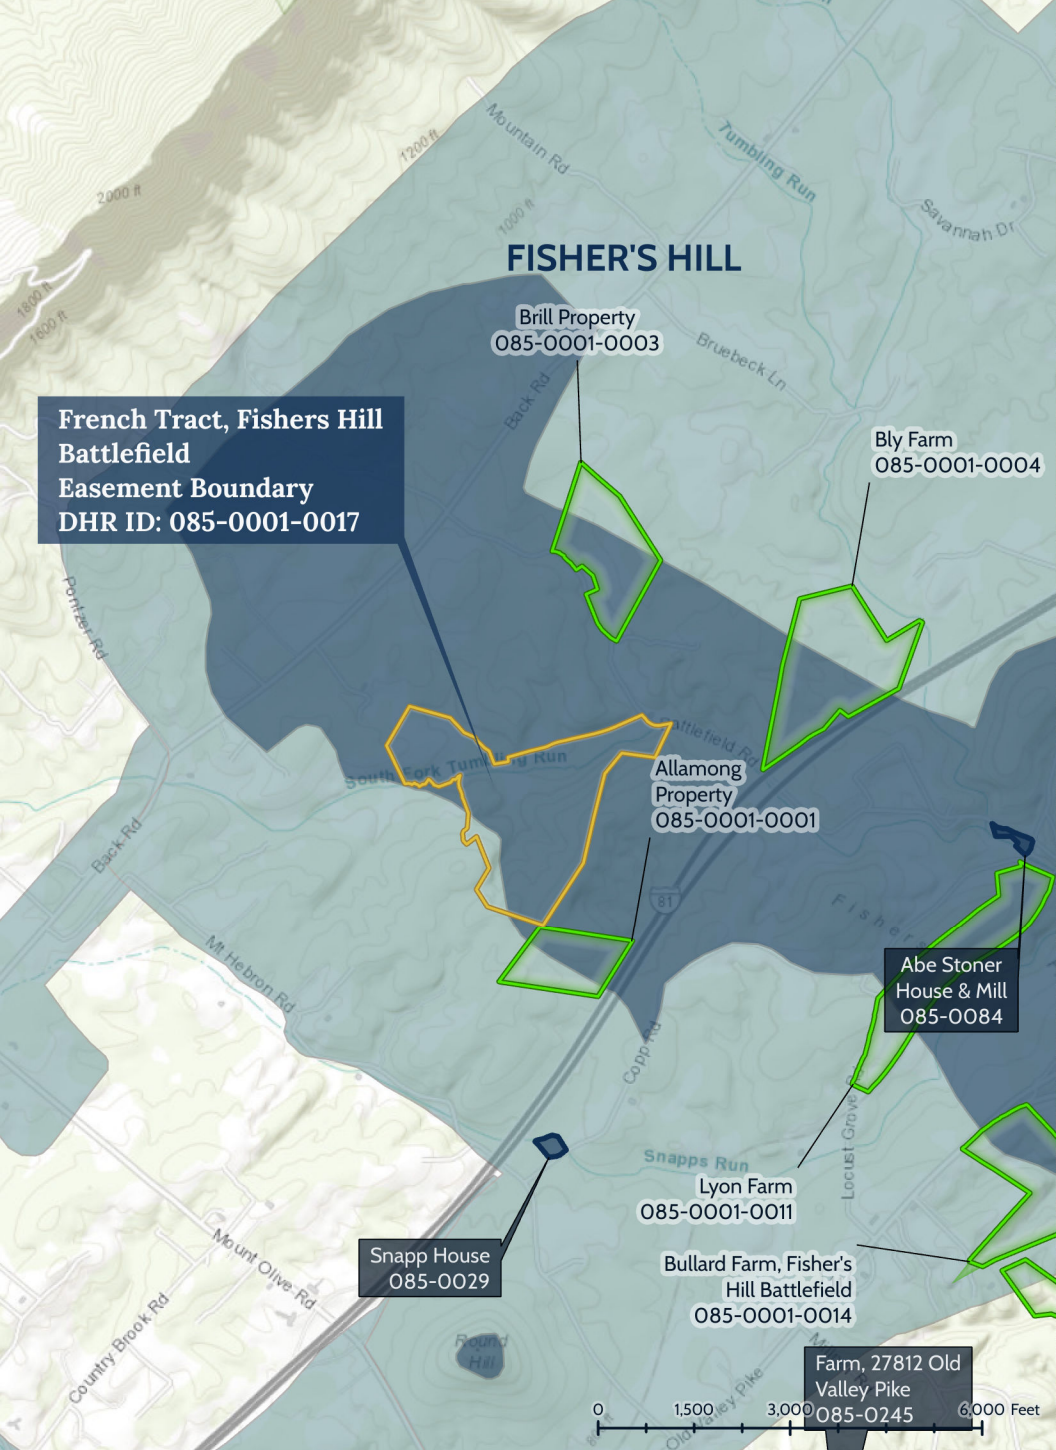 Mountain Rd
Tumbling Run
1200 ft
2000 ft
1000 ft
Savannah Dr
FISHER'S HILL
1800 ft
1600 ft
Brill Property
085-0001-0003
Bruebeck Ln
Back Rd
French Tract, Fishers Hill
Battlefield
Easement Boundary
DHR ID: 085-0001-0017
Bly Farm
085-0001-0004
Pontzer Rd
Battlefield Rd
South Fork Tumbling Run
Allamong
Property
085-0001-0001
Back Rd
81
Fishers
Mt Hebron Rd
Abe Stoner
House & Mill
085-0084
Copp Rd
Locust Grove Rd
Snapps Run
Lyon Farm
085-0001-0011
Snapp House
085-0029
Mount Olive Rd
Bullard Farm, Fisher's
Hill Battlefield
085-0001-0014
Country Brook Rd
Round
Hill
Farm, 27812 Old
Valley Pike
085-0245
Old Valley Pike
0 1,500 3,000 6,000 Feet